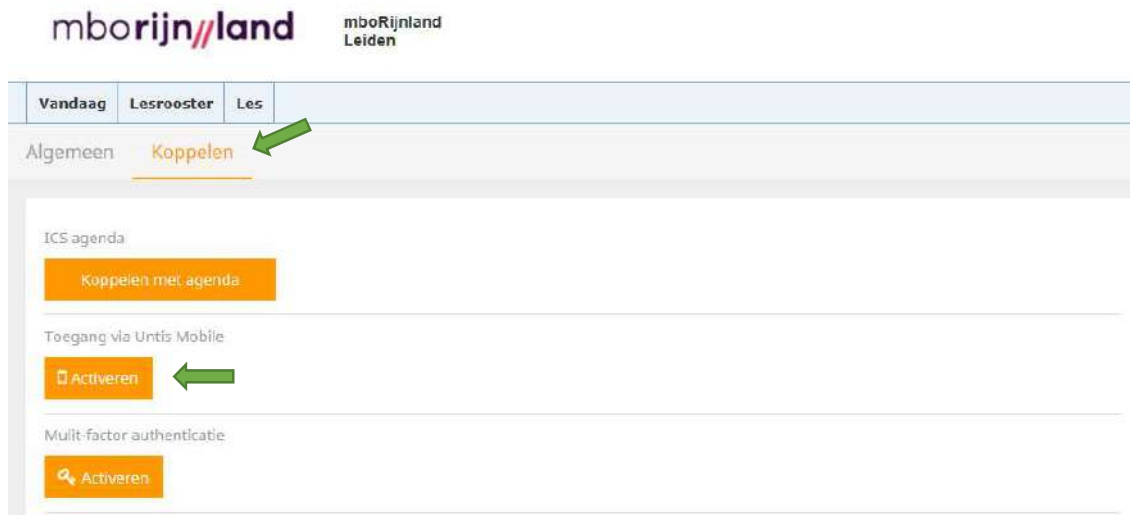 mborijn//land
mboRijnland
Leiden
Vandaag Lesrooster Les
Algemeen Koppelen
ICS agenda
Koppelen met agenda
Toegang via Untis Mobile
Activeren
Mulit-factor authenticatie
Activeren